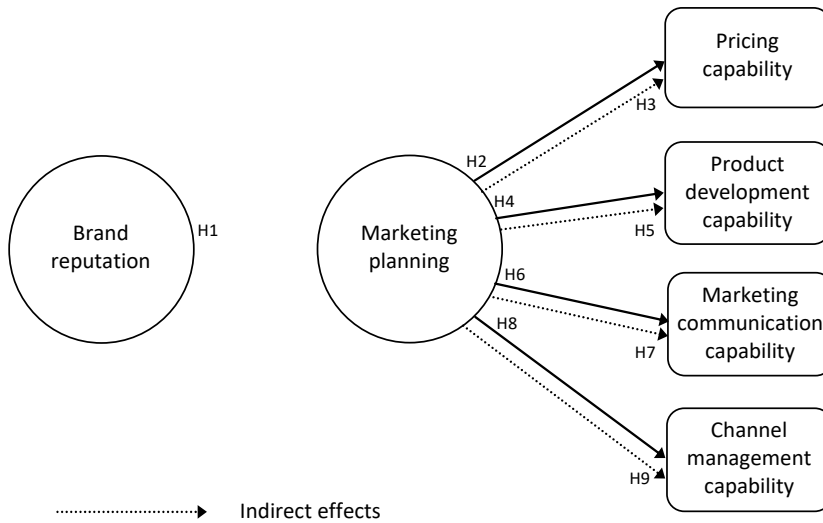 Pricing
capability
H3
H2
Product
development
capability
H4
H5
Brand
reputation
H1
Marketing
planning
H6
Marketing
communication
capability
H7
H8
Channel
management
capability
H9
Indirect effects